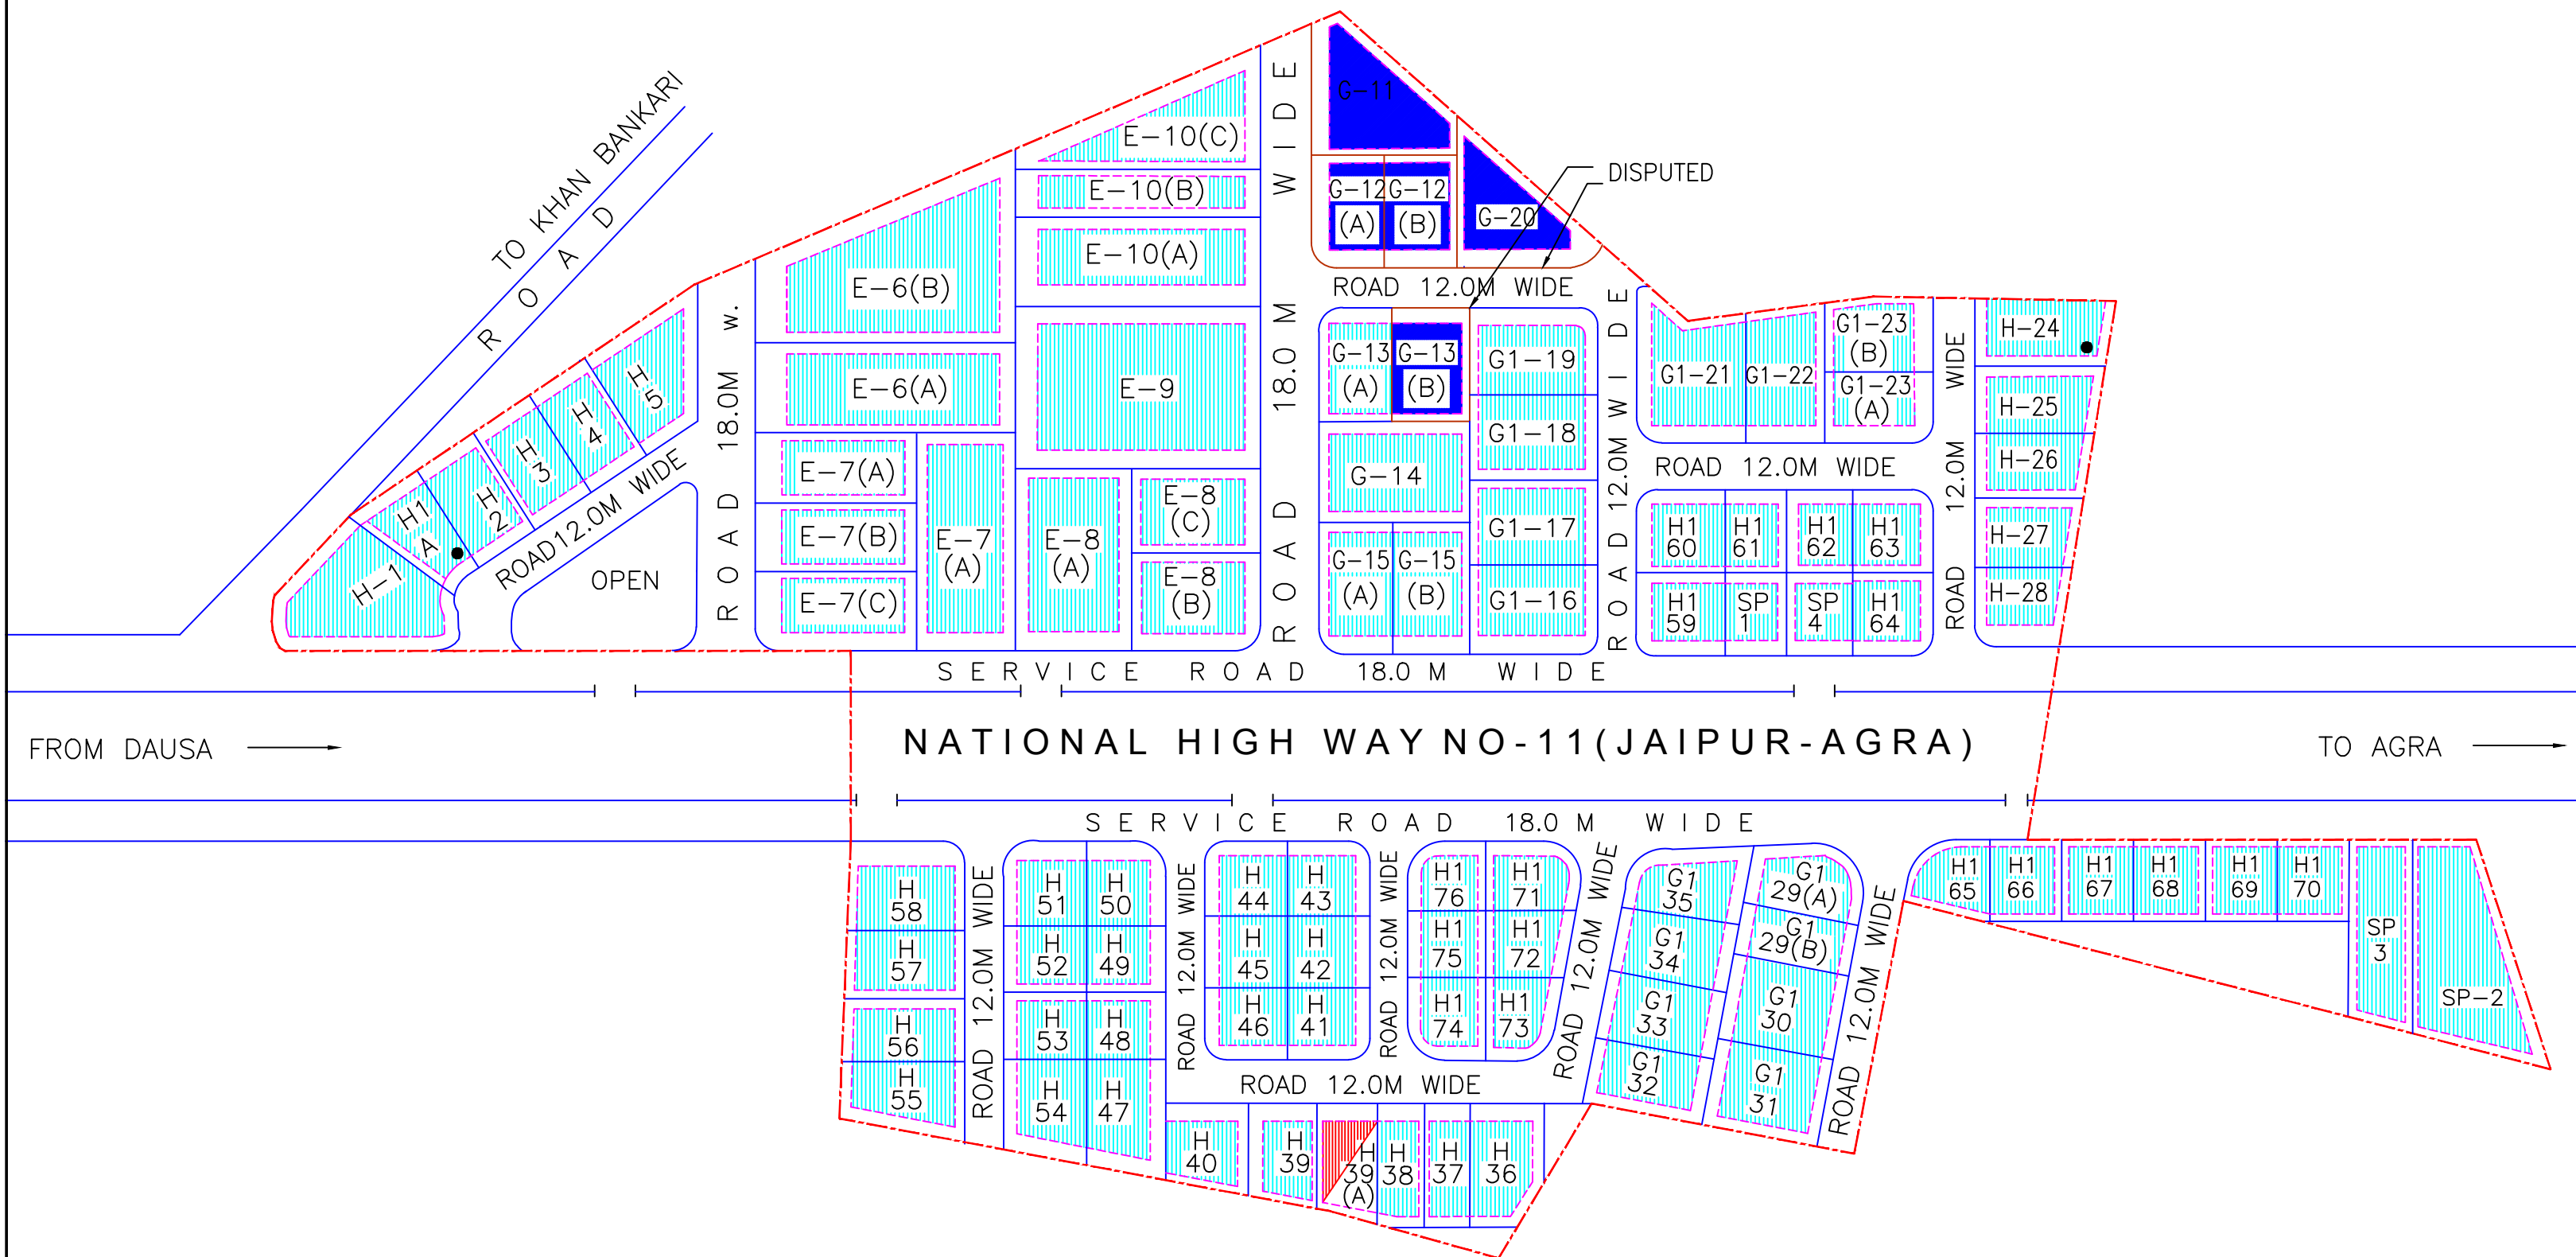 TO KHAN BANKARI
ROAD
H-1
H1
A
H
2
H
3
H
4
H
5
ROAD 12.0M WIDE
OPEN
ROAD 18.0M w.
E-6(B)
E-6(A)
E-7(A)
E-7(B)
E-7(C)
E-7
(A)
E-10(C)
E-10(B)
E-10(A)
E-9
E-8
(A)
E-8
(C)
E-8
(B)
ROAD 18.0M WIDE
G-11
G-12
(A)
G-12
(B)
G-20
DISPUTED
ROAD 12.0M WIDE
G-13
(A)
G-13
(B)
G1-19
G1-18
G-14
G1-17
G-15
(A)
G-15
(B)
G1-16
ROAD 12.0M WIDE
G1-21
G1-22
G1-23
(B)
G1-23
(A)
ROAD 12.0M WIDE
H1
60
H1
61
H1
62
H1
63
H1
59
SP
1
SP
4
H1
64
ROAD 12.0M WIDE
H-24
H-25
H-26
H-27
H-28
SERVICE ROAD 18.0 M WIDE
FROM DAUSA
NATIONAL HIGH WAY NO-11(JAIPUR-AGRA)
TO AGRA
SERVICE ROAD 18.0 M WIDE
H
58
H
57
H
56
H
55
ROAD 12.0M WIDE
H
51
H
50
H
52
H
49
H
53
H
48
H
54
H
47
ROAD 12.0M WIDE
H
44
H
43
H
45
H
42
H
46
H
41
ROAD 12.0M WIDE
H1
76
H1
71
H1
75
H1
72
H1
74
H1
73
ROAD 12.0M WIDE
ROAD 12.0M WIDE
G1
35
G1
34
G1
33
G1
32
G1
29(A)
G1
29(B)
G1
30
G1
31
ROAD 12.0M WIDE
H1
65
H1
66
H1
67
H1
68
H1
69
H1
70
SP
3
SP-2
H
40
H
39
H
39
(A)
H
38
H
37
H
36